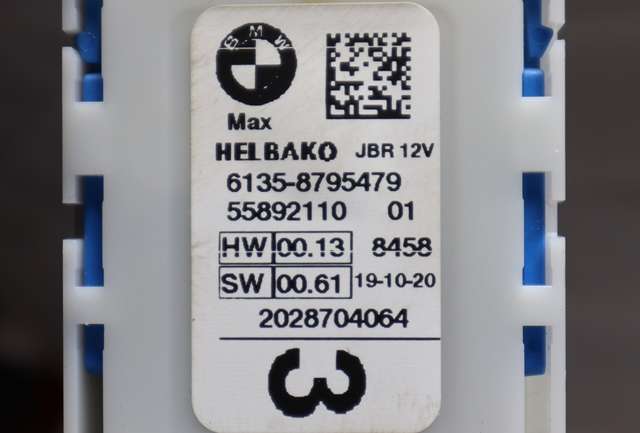 BMW
Max
HELBAKO JBR 12V
6135-8795479
55892110 01
HW 00.13 8458
SW 00.61 19-10-20
2028704064
3